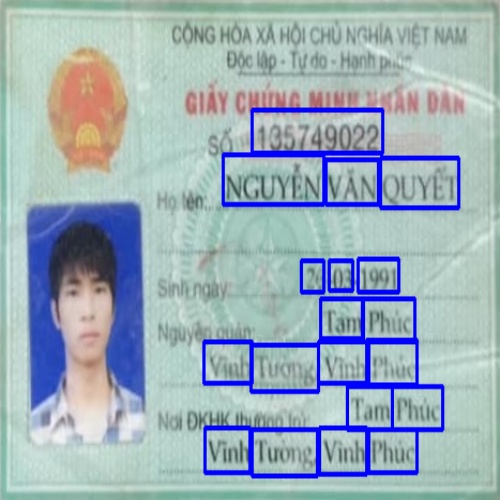 CỘNG HÒA XÃ HỘI CHỦ NGHĨA VIỆT NAM
Độc lập - Tự do - Hạnh phúc
GIẤY CHỨNG MINH NHÂN DÂN
SỐ 135749022
Họ tên: NGUYỄN VĂN QUYẾT
Sinh ngày: 26 03 1991
Nguyên quán: Tam Phúc
Vĩnh Tường, Vĩnh Phúc
Nơi ĐKHK thường trú: Tam Phúc
Vĩnh Tường, Vĩnh Phúc